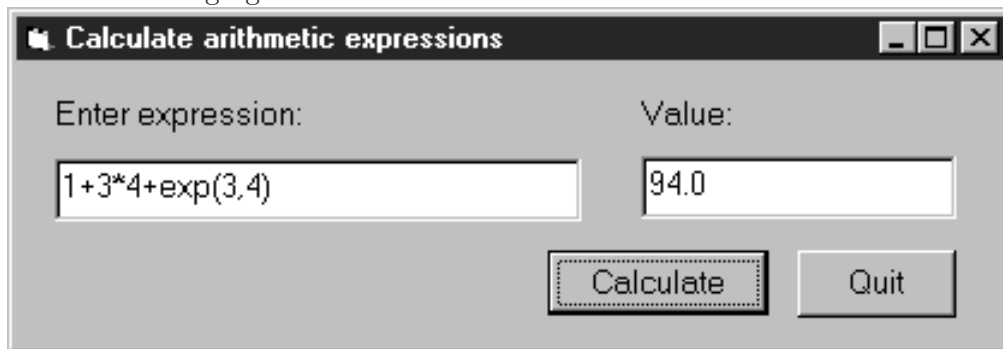 Calculate arithmetic expressions
Enter expression: Value:
1+3*4+exp(3,4) 94.0
Calculate Quit